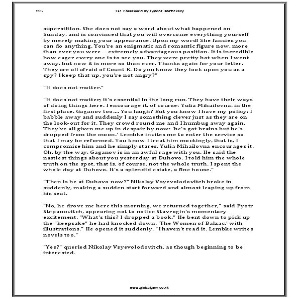 superstition. She does not say a word about what happened on
Sunday, and is convinced that you will overcome everything yourself
by merely making your appearance. Upon my word! She fancies you
can do anything. You're an enigmatic and romantic figure now, more
than ever you were - extremely advantageous position. It is incredible
how eager every one is to see you. They were pretty hot when I went
away, but now it is more so than ever. Thanks again for your letter.
They are all afraid of Count K. Do you know they look upon you as a
spy? I keep that up, you're not angry?"
"It does not matter."
"It does not matter; it's essential in the long run. They have their ways
of doing things here. I encourage it, of course; Yulia Mihailovna, in the
first place, Gaganov too.... You laugh? But you know I have my policy; I
babble away and suddenly I say something clever just as they are on
the look-out for it. They crowd round me and I humbug away again.
They've all given me up in despair by now: 'he's got brains but he's
dropped from the moon.' Lembke invites me to enter the service so
that I may be reformed. You know I treat him mockingly, that is, I
compromise him and he simply stares, Yulia Mihailovna encourages it.
Oh, by the way, Gaganov is in an awful rage with you. He said the
nastiest things about you yesterday at Duhovo. I told him the whole
truth on the spot, that is, of course, not the whole truth. I spent the
whole day at Duhovo. It's a splendid estate, a fine house."
"Then is he at Duhovo now?" Nikolay Vsyevolodovitch broke in
suddenly, making a sudden start forward and almost leaping up from
his seat.
"No, he drove me here this morning, we returned together," said Pyotr
Stepanovitch, appearing not to notice Stavrogin's momentary
excitement. "What's this? I dropped a book." He bent down to pick up
the "keepsake" he had knocked down. 'The Women of Balzac,' with
illustrations." He opened it suddenly. "I haven't read it. Lembke writes
novels too."
"Yes?" queried Nikolay Vsyevolodovitch, as though beginning to be
interested.